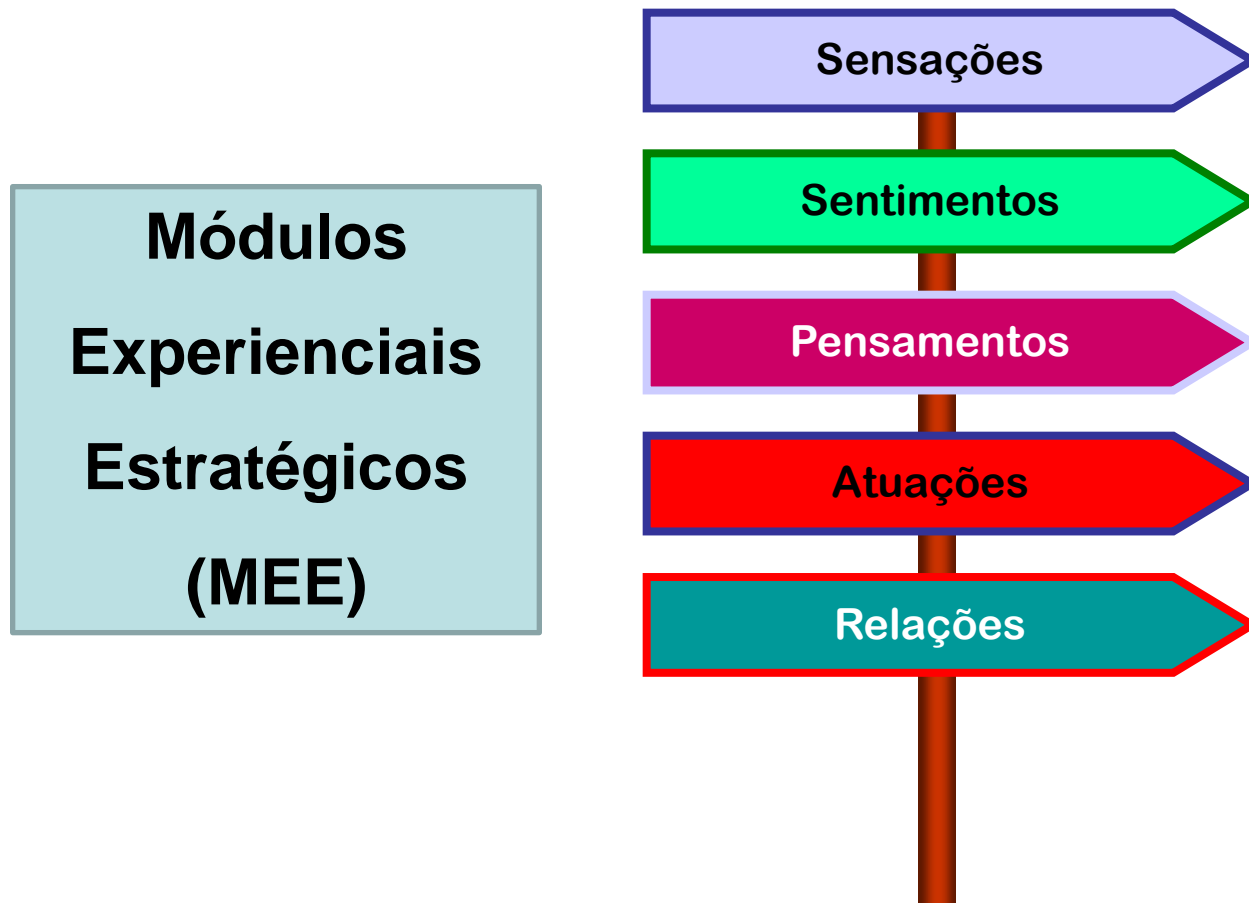 Módulos
Experienciais
Estratégicos
(MEE)
Sensações
Sentimentos
Pensamentos
Atuações
Relações